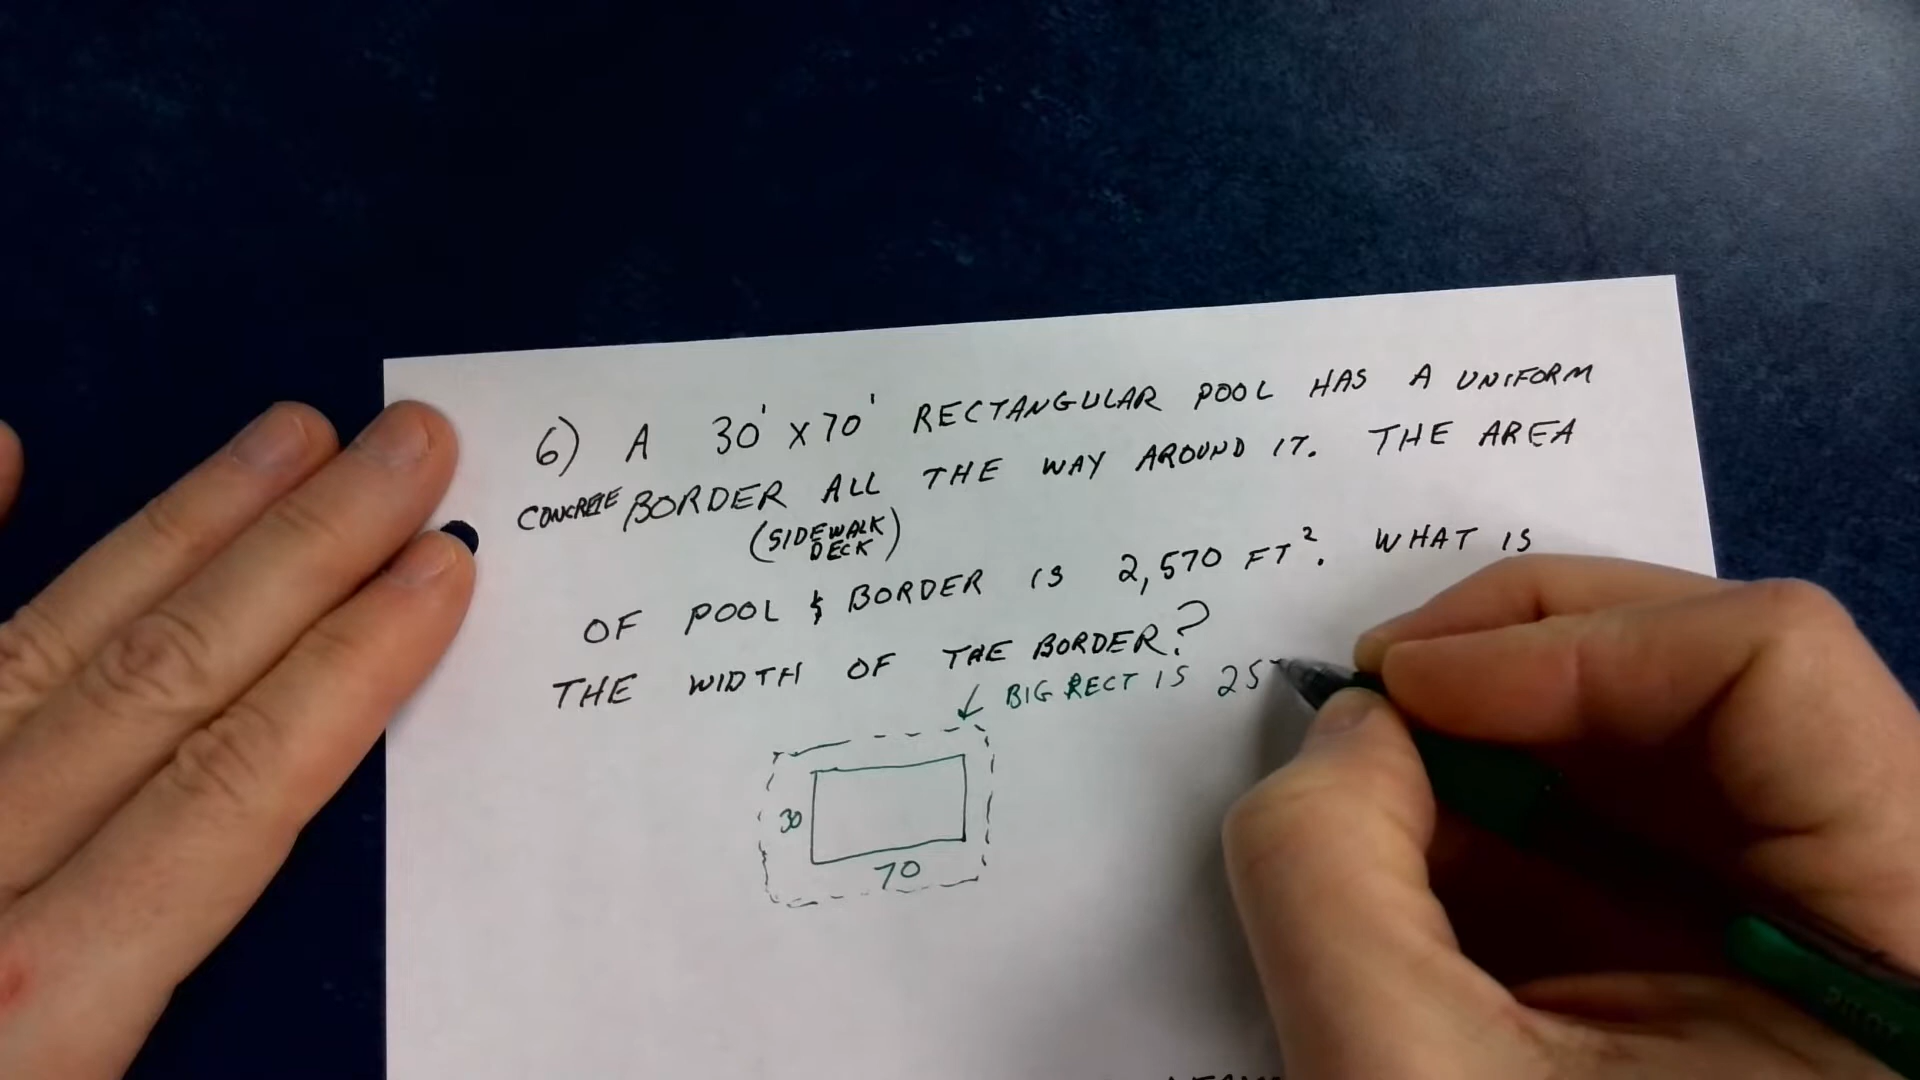 6) A 30' x 70' RECTANGULAR POOL HAS A UNIFORM
CONCRETE BORDER ALL THE WAY AROUND IT. THE AREA
(SIDEWALK
DECK)
OF POOL & BORDER IS 2,570 FT². WHAT IS
THE WIDTH OF THE BORDER?
↙ BIG RECT IS 257
30
70